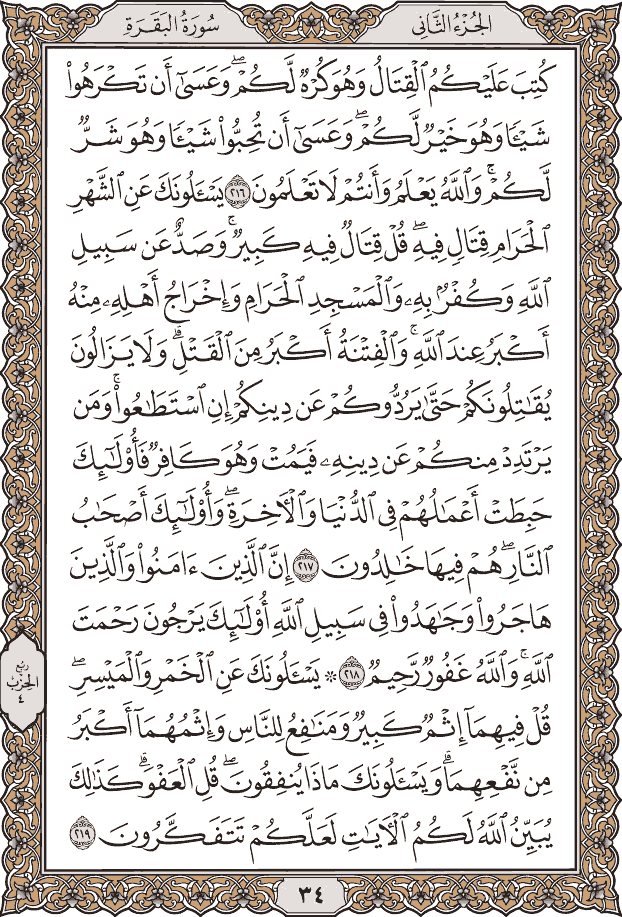 الجُزْءُ الثَّانِي
سُورَةُ البَقَرَةِ
كُتِبَ عَلَيْكُمُ ٱلْقِتَالُ وَهُوَ كُرْهٌ لَّكُمْ ۖ وَعَسَىٰٓ أَن تَكْرَهُوا۟
شَيْـًٔا وَهُوَ خَيْرٌ لَّكُمْ ۖ وَعَسَىٰٓ أَن تُحِبُّوا۟ شَيْـًٔا وَهُوَ شَرٌّ
لَّكُمْ ۗ وَٱللَّهُ يَعْلَمُ وَأَنتُمْ لَا تَعْلَمُونَ ٢١٦ يَسْـَٔلُونَكَ عَنِ ٱلشَّهْرِ
ٱلْحَرَامِ قِتَالٍ فِيهِ ۖ قُلْ قِتَالٌ فِيهِ كَبِيرٌ ۖ وَصَدٌّ عَن سَبِيلِ
ٱللَّهِ وَكُفْرٌۢ بِهِۦ وَٱلْمَسْجِدِ ٱلْحَرَامِ وَإِخْرَاجُ أَهْلِهِۦ مِنْهُ
أَكْبَرُ عِندَ ٱللَّهِ ۚ وَٱلْفِتْنَةُ أَكْبَرُ مِنَ ٱلْقَتْلِ ۗ وَلَا يَزَالُونَ
يُقَـٰتِلُونَكُمْ حَتَّىٰ يَرُدُّوكُمْ عَن دِينِكُمْ إِنِ ٱسْتَطَـٰعُوا۟ ۚ وَمَن
يَرْتَدِدْ مِنكُمْ عَن دِينِهِۦ فَيَمُتْ وَهُوَ كَافِرٌ فَأُو۟لَـٰٓئِكَ
حَبِطَتْ أَعْمَـٰلُهُمْ فِى ٱلدُّنْيَا وَٱلْـَٔاخِرَةِ ۖ وَأُو۟لَـٰٓئِكَ أَصْحَـٰبُ
ٱلنَّارِ ۖ هُمْ فِيهَا خَـٰلِدُونَ ٢١٧ إِنَّ ٱلَّذِينَ ءَامَنُوا۟ وَٱلَّذِينَ
هَاجَرُوا۟ وَجَـٰهَدُوا۟ فِى سَبِيلِ ٱللَّهِ أُو۟لَـٰٓئِكَ يَرْجُونَ رَحْمَتَ
ٱللَّهِ ۚ وَٱللَّهُ غَفُورٌ رَّحِيمٌ ٢١٨ ۞ يَسْـَٔلُونَكَ عَنِ ٱلْخَمْرِ وَٱلْمَيْسِرِ ۖ
قُلْ فِيهِمَآ إِثْمٌ كَبِيرٌ وَمَنَـٰفِعُ لِلنَّاسِ وَإِثْمُهُمَآ أَكْبَرُ
مِن نَّفْعِهِمَا ۗ وَيَسْـَٔلُونَكَ مَاذَا يُنفِقُونَ ۖ قُلِ ٱلْعَفْوَ ۗ كَذَٰلِكَ
يُبَيِّنُ ٱللَّهُ لَكُمُ ٱلْـَٔايَـٰتِ لَعَلَّكُمْ تَتَفَكَّرُونَ ٢١٩
رُبع
الحِزْب
٤
٣٤